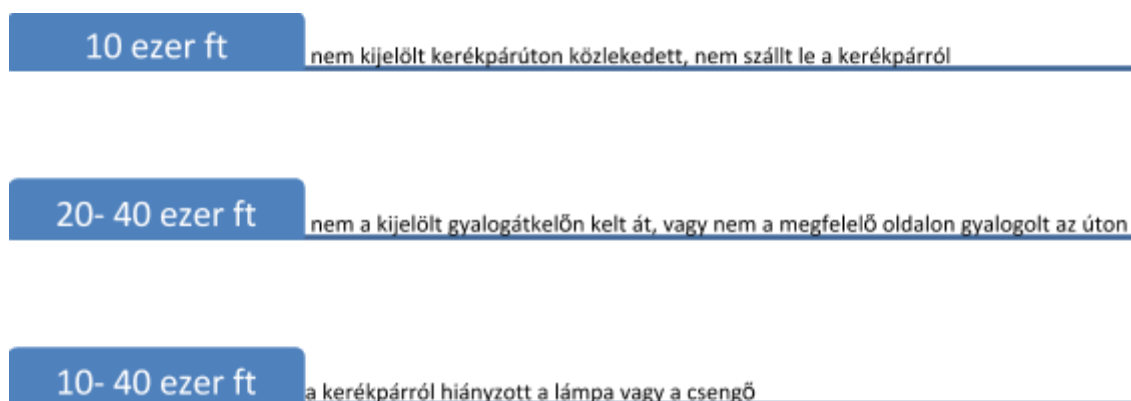 10 ezer ft
nem kijelölt kerékpárúton közlekedett, nem szállt le a kerékpárról
20- 40 ezer ft
nem a kijelölt gyalogátkelőn kelt át, vagy nem a megfelelő oldalon gyalogolt az úton
10- 40 ezer ft
a kerékpárról hiányzott a lámpa vagy a csengő